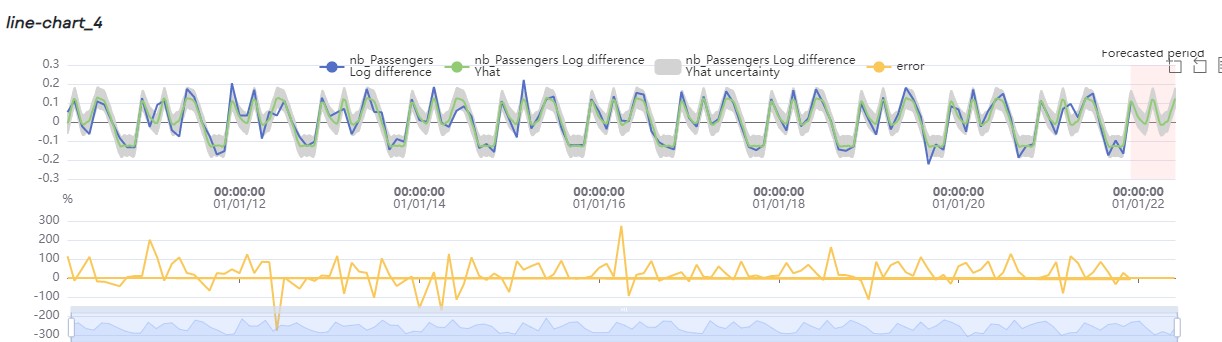 line-chart_4
Forecasted period
nb_Passengers Log difference
nb_Passengers Log difference Yhat
nb_Passengers Log difference Yhat uncertainty
error
0.3
0.2
0.1
0
-0.1
-0.2
-0.3
00:00:00 00:00:00 00:00:00 00:00:00 00:00:00 00:00:00
01/01/12 01/01/14 01/01/16 01/01/18 01/01/20 01/01/22
%
300
200
100
0
-100
-200
-300